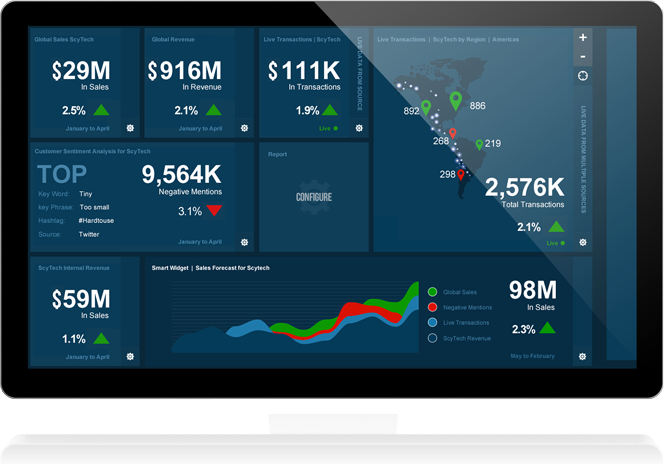 Global Sales ScyTech
$29M
In Sales
2.5%
January to April
Global Revenue
$916M
In Revenue
2.1%
January to April
Live Transactions | ScyTech
$111K
In Transactions
1.9%
Live
LIVE DATA FROM SOURCE
Live Transactions | ScyTech by Region | Americas
+
-
892
886
268
219
298
2,576K
Total Transactions
2.1%
Live
LIVE DATA FROM MULTIPLE SOURCES
Customer Sentiment Analysis for ScyTech
TOP
Key Word: Tiny
key Phrase: Too small
Hashtag: #Hardtouse
Source: Twitter
9,564K
Negative Mentions
3.1%
January to April
Report
CONFIGURE
ScyTech Internal Revenue
$59M
In Sales
1.1%
January to April
Smart Widget | Sales Forecast for Scytech
Global Sales
Negative Mentions
Live Transactions
ScyTech Revenue
98M
In Sales
2.3%
May to February